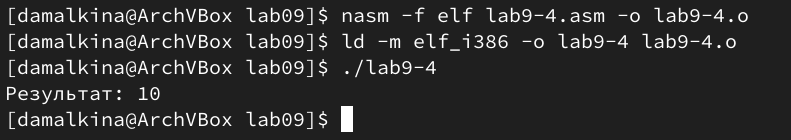 [damalkina@ArchVBox lab09]$ nasm -f elf lab9-4.asm -o lab9-4.o
[damalkina@ArchVBox lab09]$ ld -m elf_i386 -o lab9-4 lab9-4.o
[damalkina@ArchVBox lab09]$ ./lab9-4
Результат: 10
[damalkina@ArchVBox lab09]$